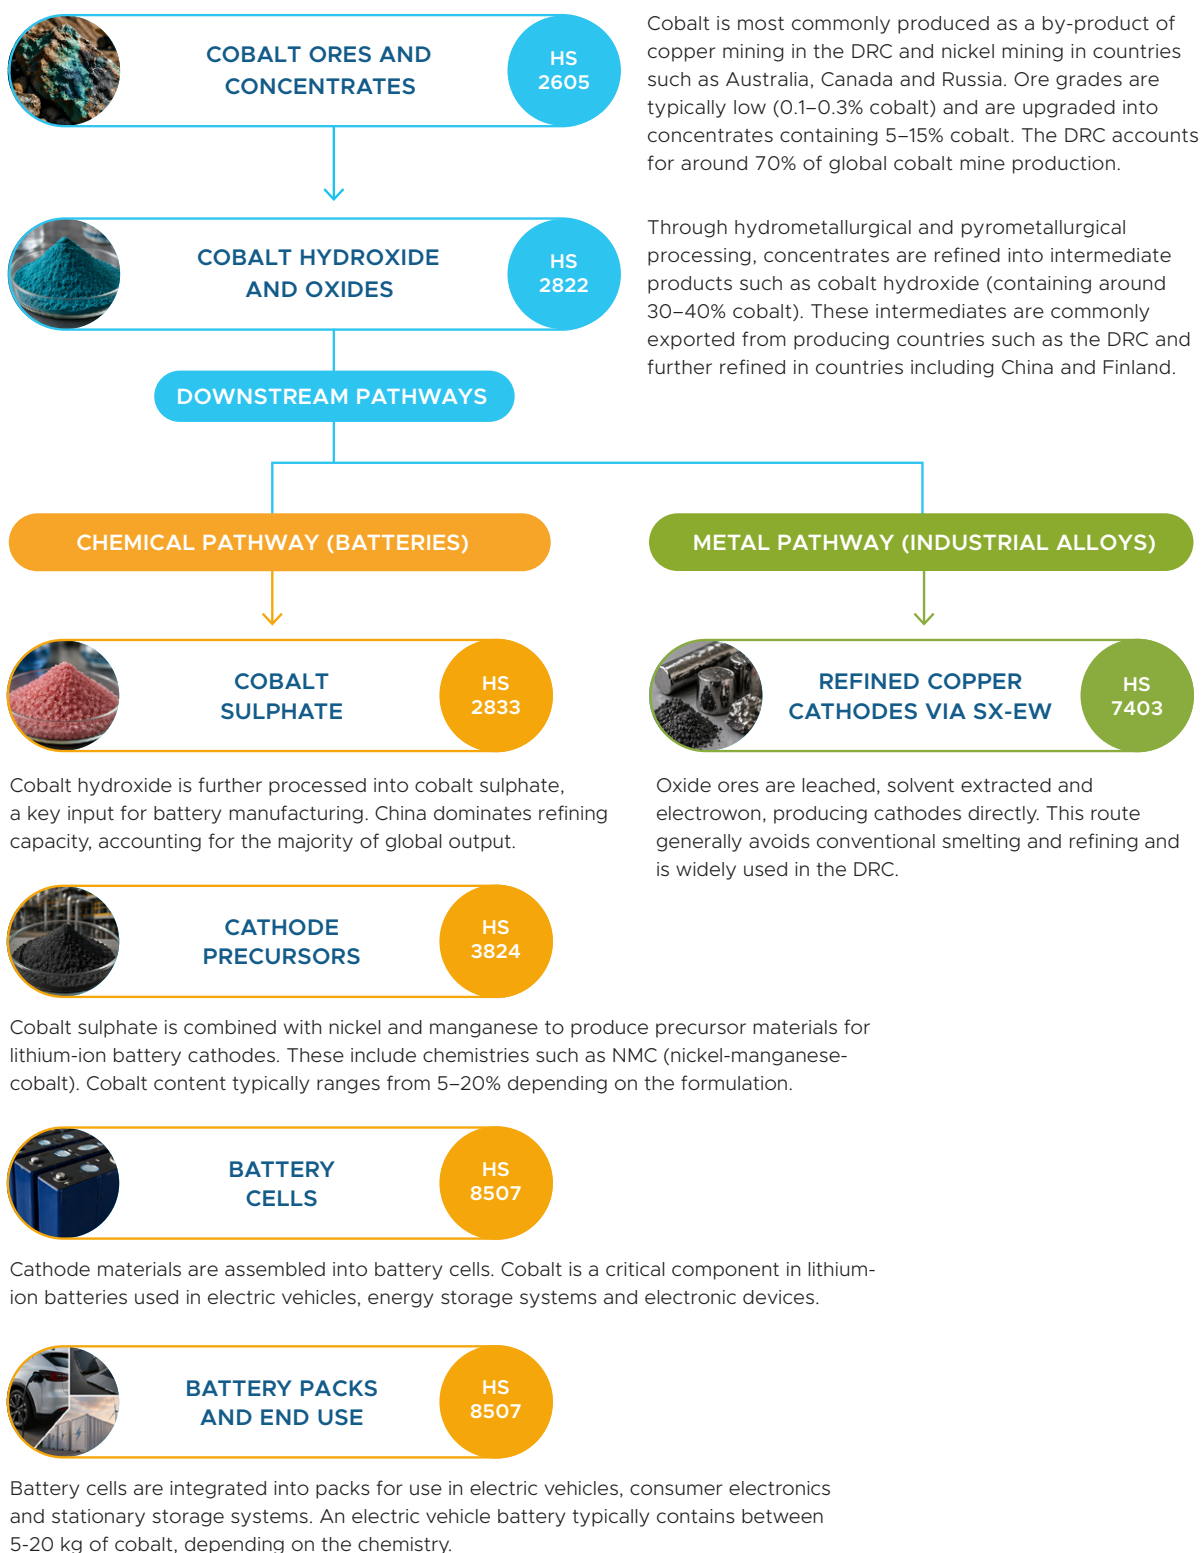 COBALT ORES AND
CONCENTRATES
HS
2605
Cobalt is most commonly produced as a by-product of
copper mining in the DRC and nickel mining in countries
such as Australia, Canada and Russia. Ore grades are
typically low (0.1–0.3% cobalt) and are upgraded into
concentrates containing 5–15% cobalt. The DRC accounts
for around 70% of global cobalt mine production.
COBALT HYDROXIDE
AND OXIDES
HS
2822
Through hydrometallurgical and pyrometallurgical
processing, concentrates are refined into intermediate
products such as cobalt hydroxide (containing around
30–40% cobalt). These intermediates are commonly
exported from producing countries such as the DRC and
further refined in countries including China and Finland.
DOWNSTREAM PATHWAYS
CHEMICAL PATHWAY (BATTERIES)
COBALT
SULPHATE
HS
2833
Cobalt hydroxide is further processed into cobalt sulphate,
a key input for battery manufacturing. China dominates refining
capacity, accounting for the majority of global output.
CATHODE
PRECURSORS
HS
3824
Cobalt sulphate is combined with nickel and manganese to produce precursor materials for
lithium-ion battery cathodes. These include chemistries such as NMC (nickel-manganese-
cobalt). Cobalt content typically ranges from 5–20% depending on the formulation.
BATTERY
CELLS
HS
8507
Cathode materials are assembled into battery cells. Cobalt is a critical component in lithium-
ion batteries used in electric vehicles, energy storage systems and electronic devices.
BATTERY PACKS
AND END USE
HS
8507
Battery cells are integrated into packs for use in electric vehicles, consumer electronics
and stationary storage systems. An electric vehicle battery typically contains between
5-20 kg of cobalt, depending on the chemistry.
METAL PATHWAY (INDUSTRIAL ALLOYS)
REFINED COPPER
CATHODES VIA SX-EW
HS
7403
Oxide ores are leached, solvent extracted and
electrowon, producing cathodes directly. This route
generally avoids conventional smelting and refining and
is widely used in the DRC.